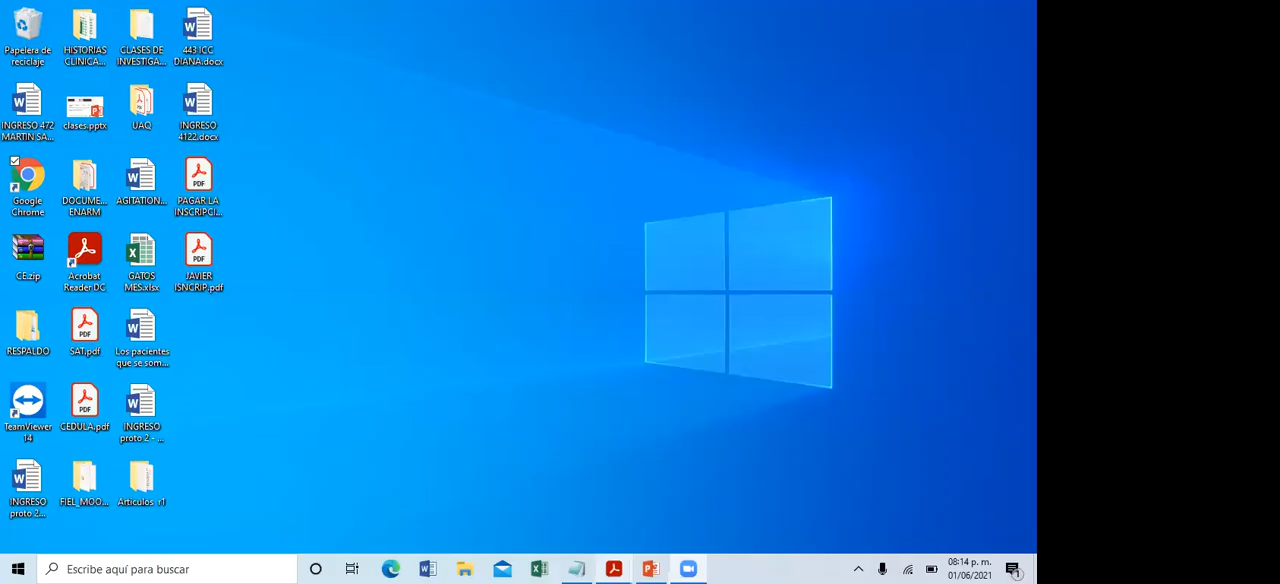 Papelera de
reciclaje
HISTORIAS
CLINICA...
CLASES DE
INVESTIGA...
443 ICC
DIANA.docx
INGRESO 472
MARTIN SA...
clases.pptx
UAQ
INGRESO
4122.docx
Google
Chrome
DOCUME...
ENARM
AGITATION...
PAGAR LA
INSCRIPCI...
CE.zip
Acrobat
Reader DC
GATOS
MES.xlsx
JAVIER
ISNCRIP.pdf
RESPALDO
SAT.pdf
Los pacientes
que se som...
TeamViewer
14
CEDULA.pdf
INGRESO
proto 2 - ...
INGRESO
proto 2...
FIEL_MOO...
Articulos r1
Escribe aquí para buscar
08:14 p. m.
01/06/2021